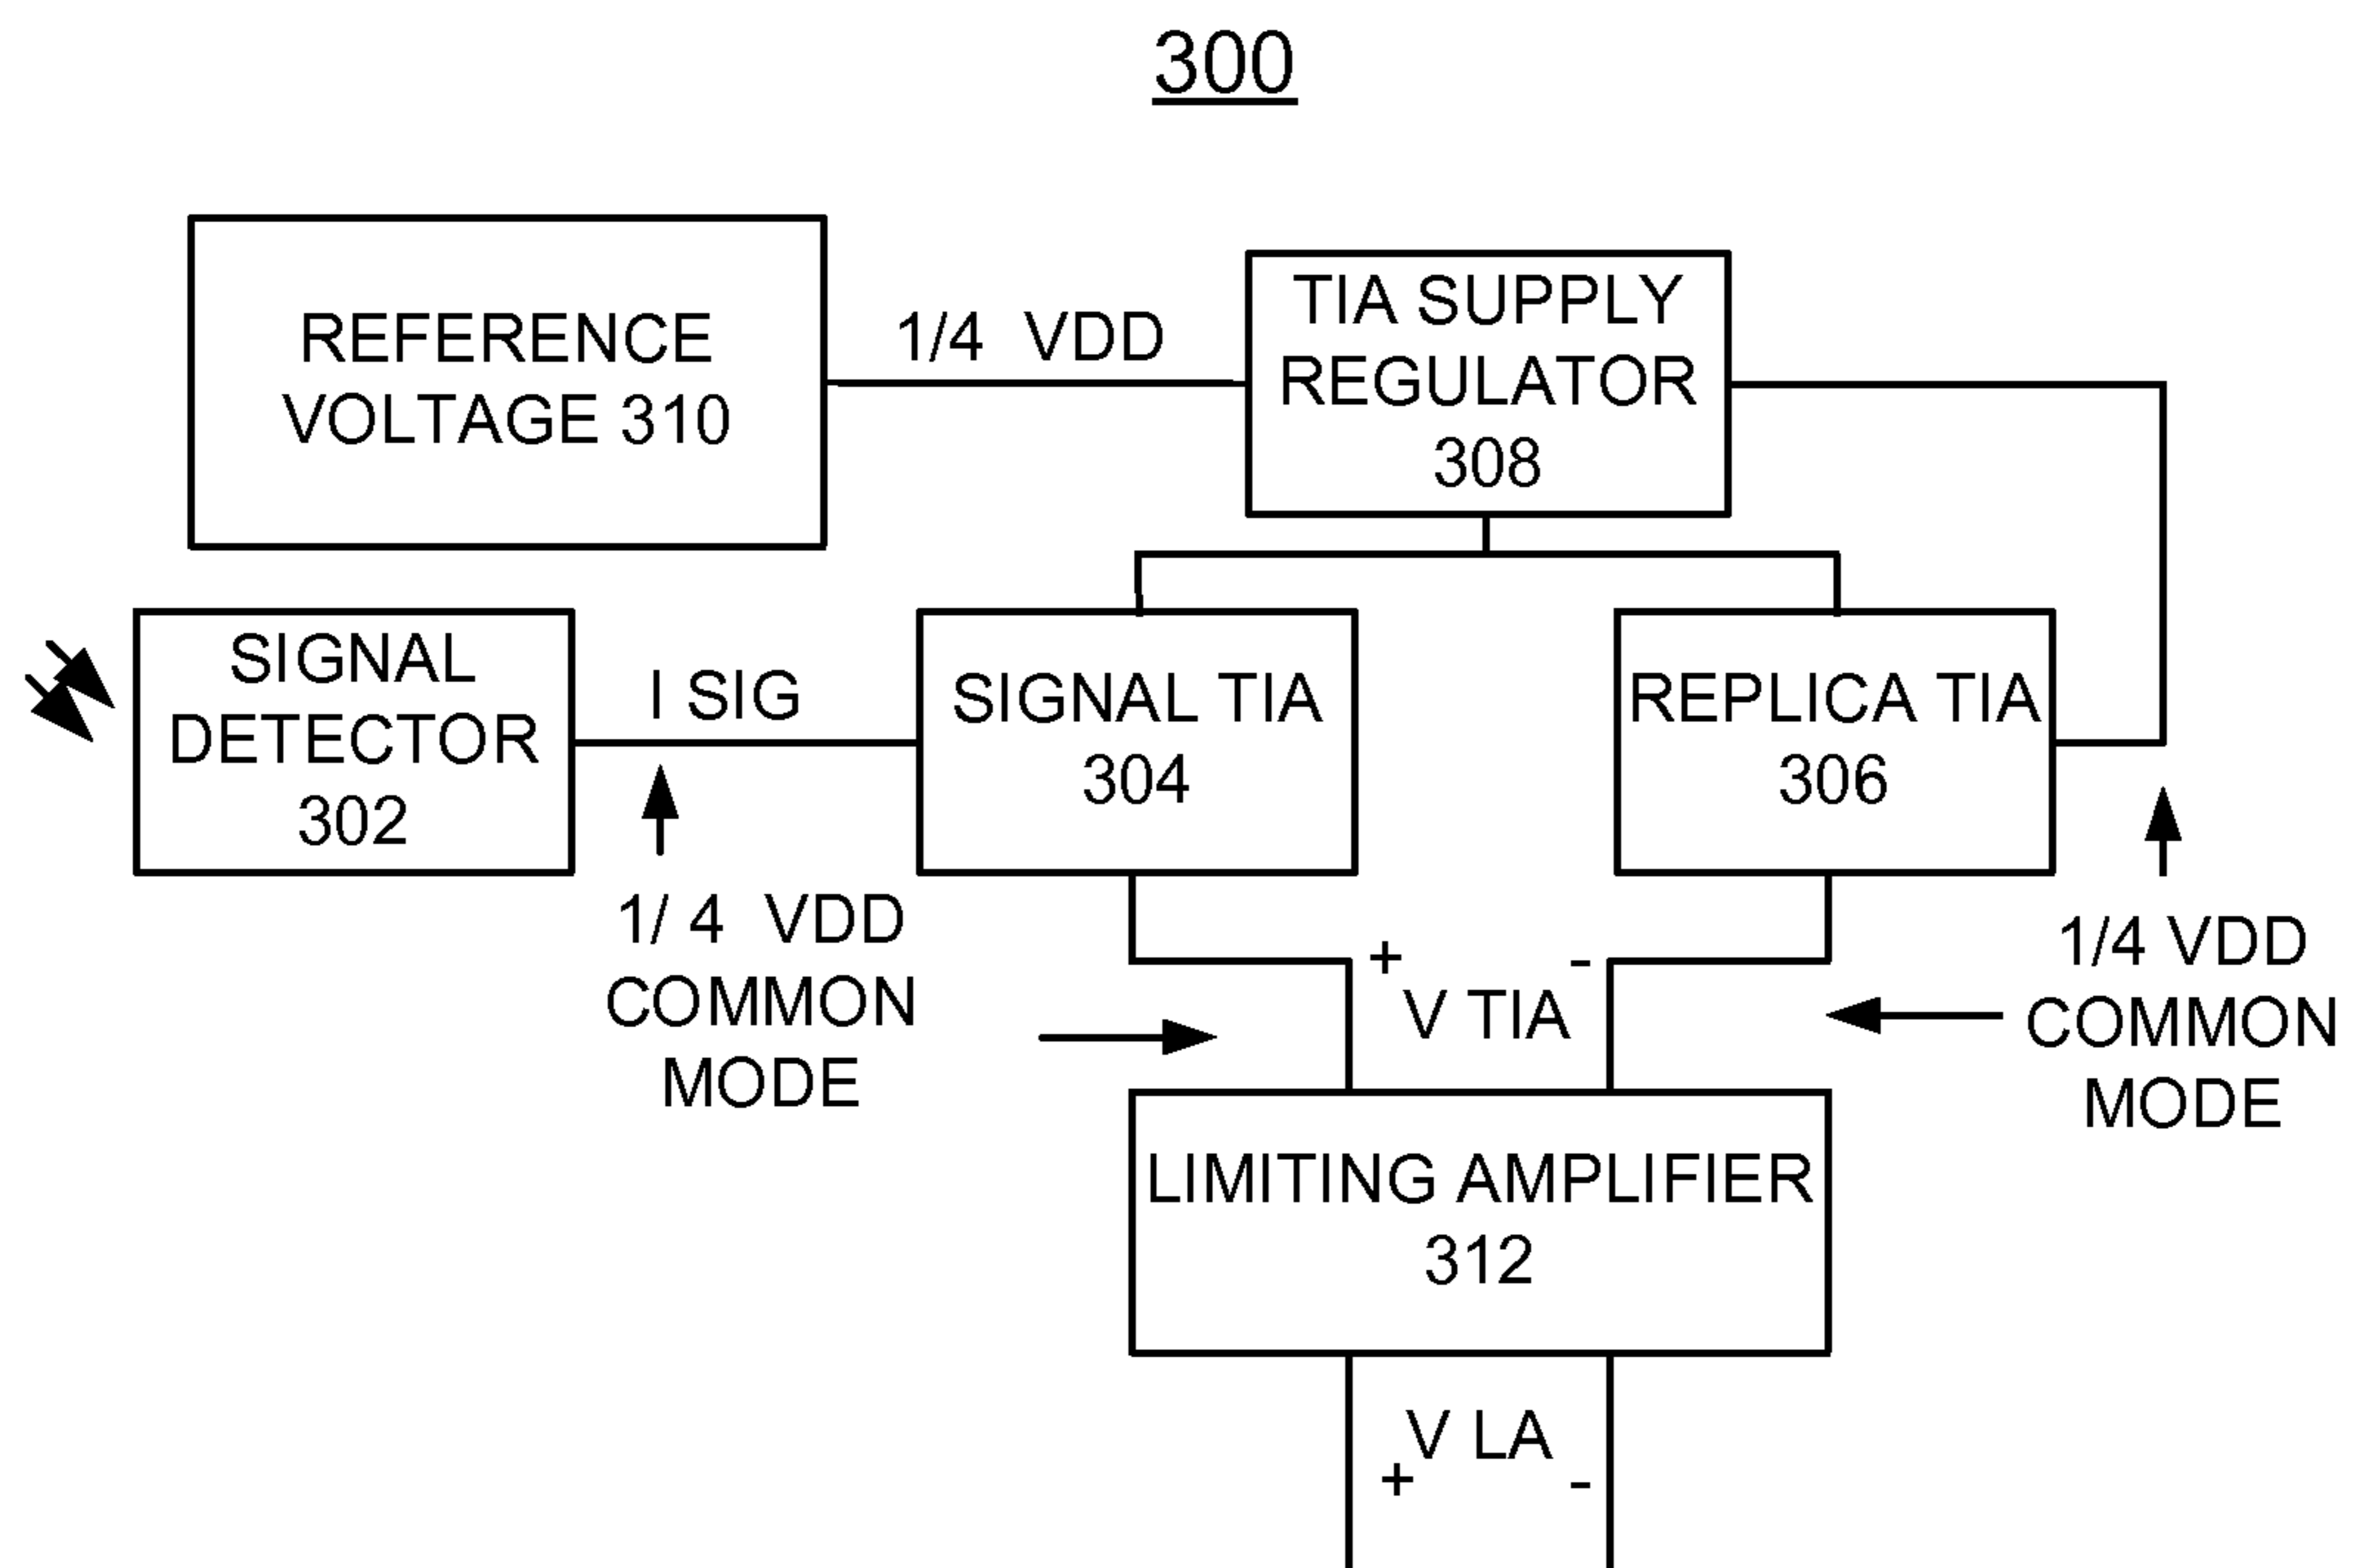 300
REFERENCE
VOLTAGE 310
1/4 VDD
TIA SUPPLY
REGULATOR
308
SIGNAL
DETECTOR
302
I SIG
SIGNAL TIA
304
REPLICA TIA
306
1/ 4 VDD
COMMON
MODE
+ -
V TIA
1/4 VDD
COMMON
MODE
LIMITING AMPLIFIER
312
V LA
+ -